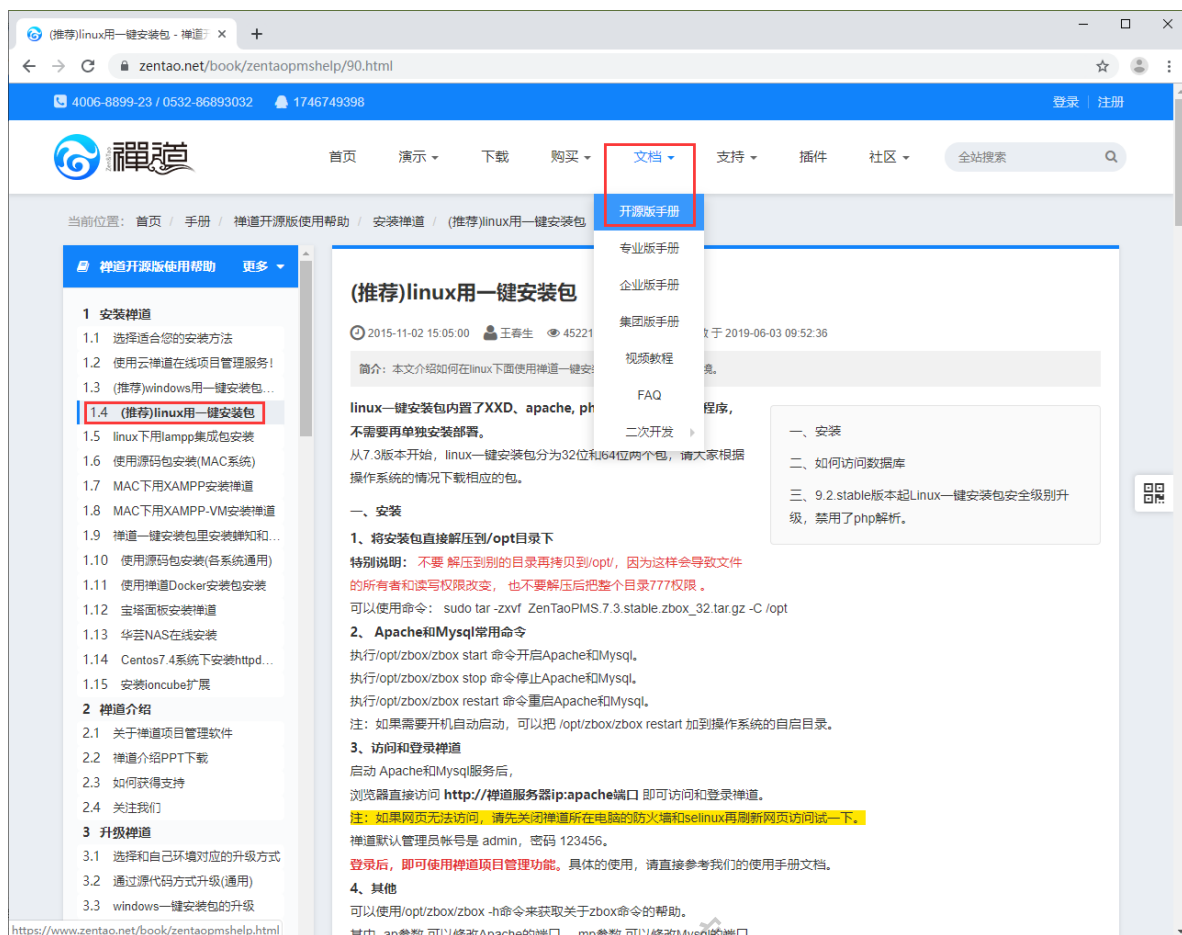 (推荐)linux用一键安装包 - 禅道
zentao.net/book/zentaopmshelp/90.html
4006-8899-23 / 0532-86893032 1746749398 登录 注册
禪道 首页 演示 下载 购买 文档 支持 插件 社区 全站搜索
当前位置: 首页 / 手册 / 禅道开源版使用帮助 / 安装禅道 / (推荐)linux用一键安装包
开源版手册
专业版手册
企业版手册
集团版手册
视频教程
FAQ
二次开发
禅道开源版使用帮助 更多
1 安装禅道
1.1 选择适合您的安装方法
1.2 使用云禅道在线项目管理服务!
1.3 (推荐)windows用一键安装包...
1.4 (推荐)linux用一键安装包
1.5 linux下用lampp集成包安装
1.6 使用源码包安装(MAC系统)
1.7 MAC下用XAMPP安装禅道
1.8 MAC下用XAMPP-VM安装禅道
1.9 禅道一键安装包里安装蝉知和...
1.10 使用源码包安装(各系统通用)
1.11 使用禅道Docker安装包安装
1.12 宝塔面板安装禅道
1.13 华芸NAS在线安装
1.14 Centos7.4系统下安装httpd...
1.15 安装ioncube扩展
2 禅道介绍
2.1 关于禅道项目管理软件
2.2 禅道介绍PPT下载
2.3 如何获得支持
2.4 关注我们
3 升级禅道
3.1 选择和自己环境对应的升级方式
3.2 通过源代码方式升级(通用)
3.3 windows一键安装包的升级
https://www.zentao.net/book/zentaopmshelp.html
(推荐)linux用一键安装包
2015-11-02 15:05:00 王春生 45221 于 2019-06-03 09:52:36
简介: 本文介绍如何在linux下面使用禅道一键安 境。
linux一键安装包内置了XXD、apache, ph 程序,
不需要再单独安装部署。
从7.3版本开始，linux一键安装包分为32位和64位两个包，请大家根据
操作系统的情况下载相应的包。
一、安装
二、如何访问数据库
三、9.2.stable版本起Linux一键安装包安全级别升
级，禁用了php解析。
一、安装
1、将安装包直接解压到/opt目录下
特别说明: 不要 解压到别的目录再拷贝到/opt/，因为这样会导致文件
的所有者和读写权限改变， 也不要解压后把整个目录777权限 。
可以使用命令： sudo tar -zxvf ZenTaoPMS.7.3.stable.zbox_32.tar.gz -C /opt
2、 Apache和Mysql常用命令
执行/opt/zbox/zbox start 命令开启Apache和Mysql。
执行/opt/zbox/zbox stop 命令停止Apache和Mysql。
执行/opt/zbox/zbox restart 命令重启Apache和Mysql。
注：如果需要开机自动启动，可以把 /opt/zbox/zbox restart 加到操作系统的自启目录。
3、访问和登录禅道
启动 Apache和Mysql服务后，
浏览器直接访问 http://禅道服务器ip:apache端口 即可访问和登录禅道。
注：如果网页无法访问，请先关闭禅道所在电脑的防火墙和selinux再刷新网页访问试一下。
禅道默认管理员帐号是 admin，密码 123456。
登录后，即可使用禅道项目管理功能。具体的使用，请直接参考我们的使用手册文档。
4、其他
可以使用/opt/zbox/zbox -h命令来获取关于zbox命令的帮助。
其中 -ap参数 可以修改Apache的端口， -mp参数 可以修改Mysql的端口